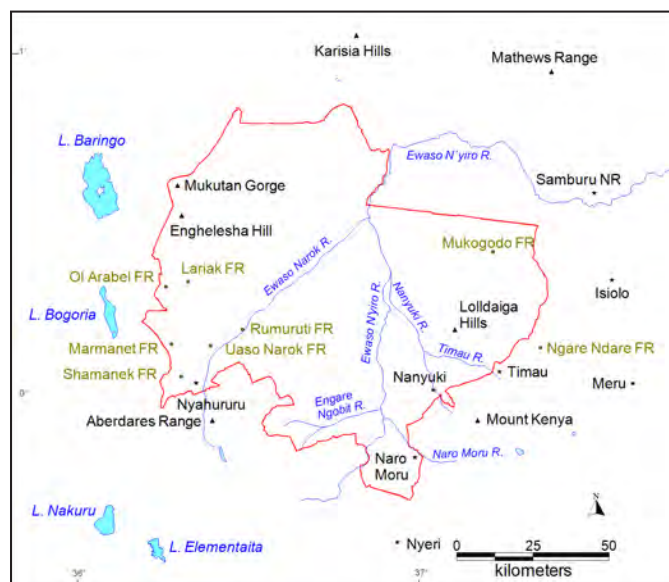 1°
Karisia Hills
Mathews Range
L. Baringo
Ewaso N'yiro R.
Samburu NR
Mukutan Gorge
Enghelesha Hill
Mukogodo FR
Ewaso Narok R.
Ol Arabel FR
Lariak FR
Isiolo
L. Bogoria
Ewaso N'yiro R.
Nanyuki R.
Lolldaiga
Hills
Rumuruti FR
Marmanet FR
Uaso Narok FR
Timau R.
Ngare Ndare FR
Shamanek FR
Timau
0°
Nanyuki
Meru
Nyahururu
Engare
Ngobit R.
Aberdares Range
Mount Kenya
Naro
Moru
Naro Moru R.
L. Nakuru
N
L. Elementaita
Nyeri
0 25 50
kilometers
36°
37°